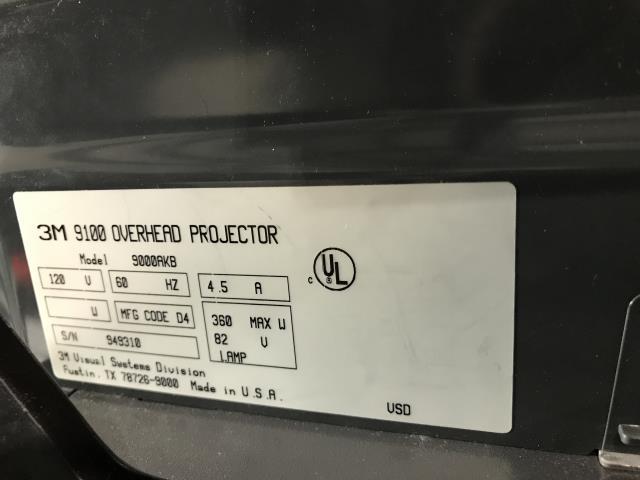 3M 9100 OVERHEAD PROJECTOR
Model 9000AKB
120 V 60 HZ 4.5 A
W MFG CODE D4 360 MAX W
82 V
S/N 949310 LAMP
3M Visual Systems Division
Austin, TX 78726-9000 Made in U.S.A.
c UL ®
USD